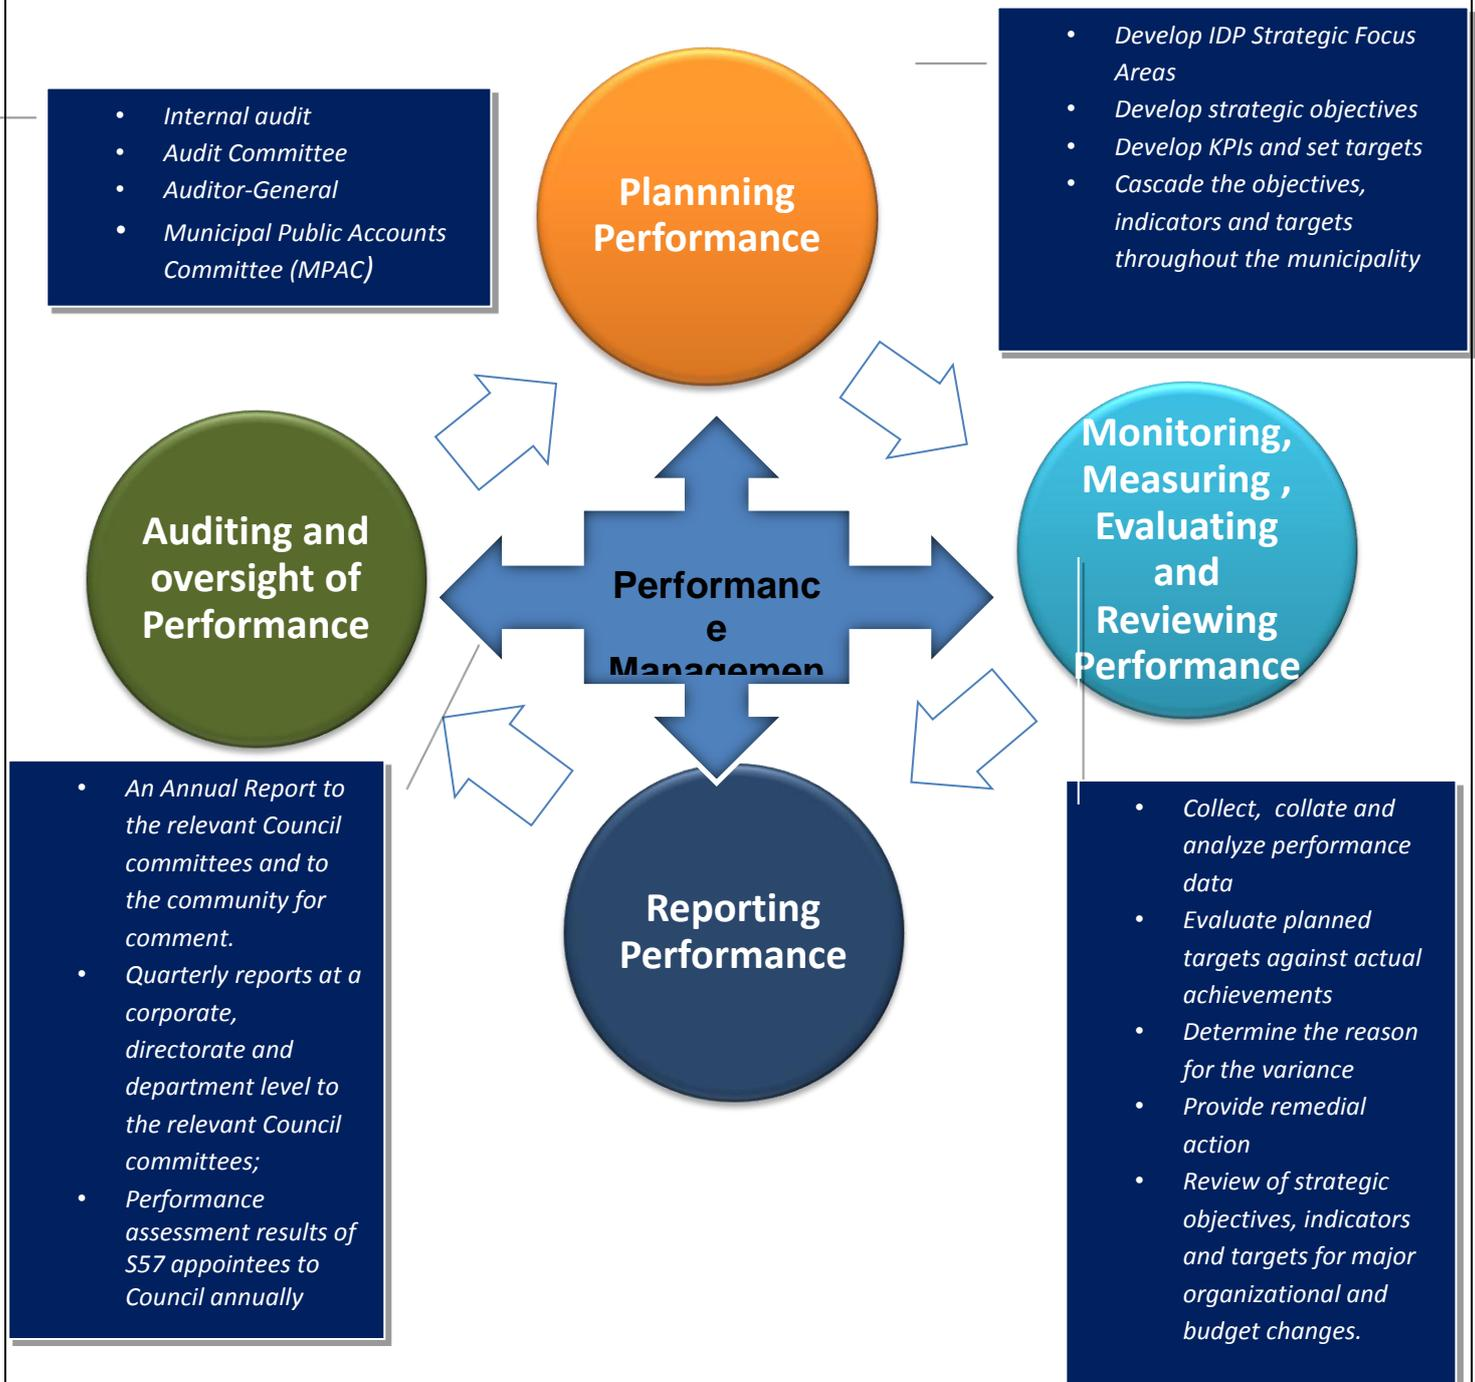 • Internal audit
• Audit Committee
• Auditor-General
• Municipal Public Accounts
Committee (MPAC)
Plannning
Performance
• Develop IDP Strategic Focus
Areas
• Develop strategic objectives
• Develop KPIs and set targets
• Cascade the objectives,
indicators and targets
throughout the municipality
Auditing and
oversight of
Performance
Performanc
e
Managemen
Monitoring,
Measuring ,
Evaluating
and
Reviewing
Performance
• An Annual Report to
the relevant Council
committees and to
the community for
comment.
• Quarterly reports at a
corporate,
directorate and
department level to
the relevant Council
committees;
• Performance
assessment results of
S57 appointees to
Council annually
Reporting
Performance
• Collect,  collate and
analyze performance
data
• Evaluate planned
targets against actual
achievements
• Determine the reason
for the variance
• Provide remedial
action
• Review of strategic
objectives, indicators
and targets for major
organizational and
budget changes.